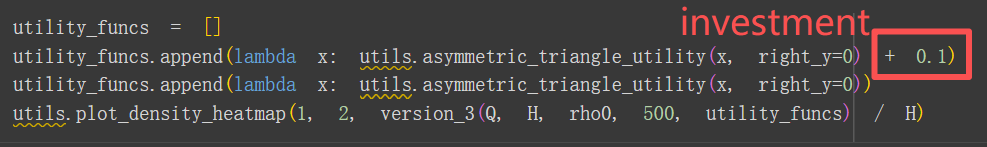 investment
utility_funcs = []
utility_funcs.append(lambda x: utils.asymmetric_triangle_utility(x, right_y=0) + 0.1)
utility_funcs.append(lambda x: utils.asymmetric_triangle_utility(x, right_y=0))
utils.plot_density_heatmap(1, 2, version_3(Q, H, rho0, 500, utility_funcs) / H)